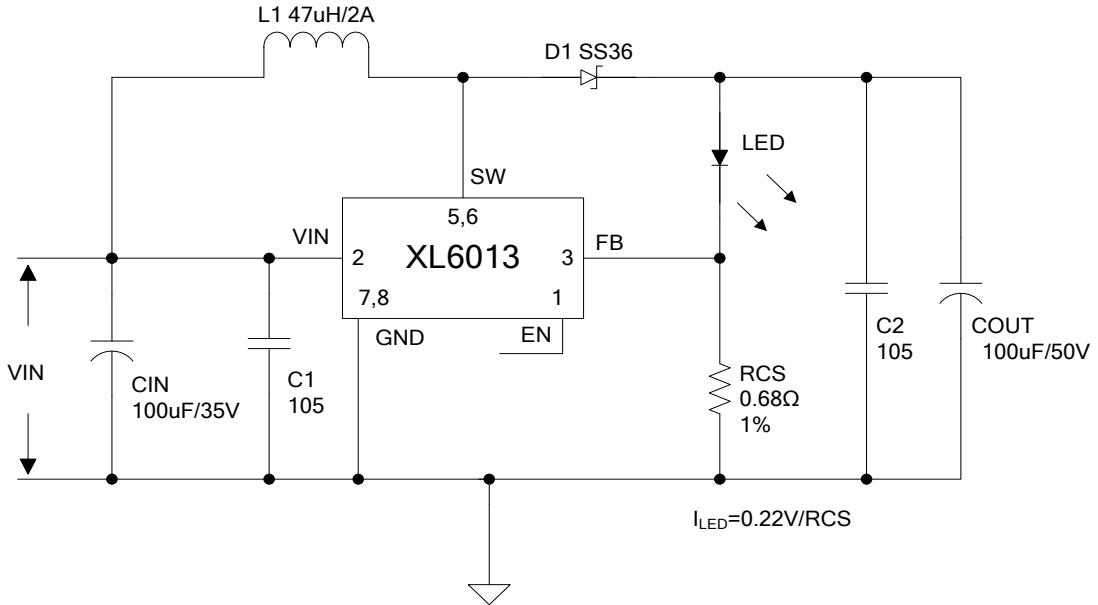 L1 47uH/2A
D1 SS36
LED
SW
5,6
VIN
2
XL6013
3
FB
7,8
1
GND
EN
VIN
CIN
100uF/35V
C1
105
RCS
0.68Ω
1%
C2
105
COUT
100uF/50V
ILED=0.22V/RCS